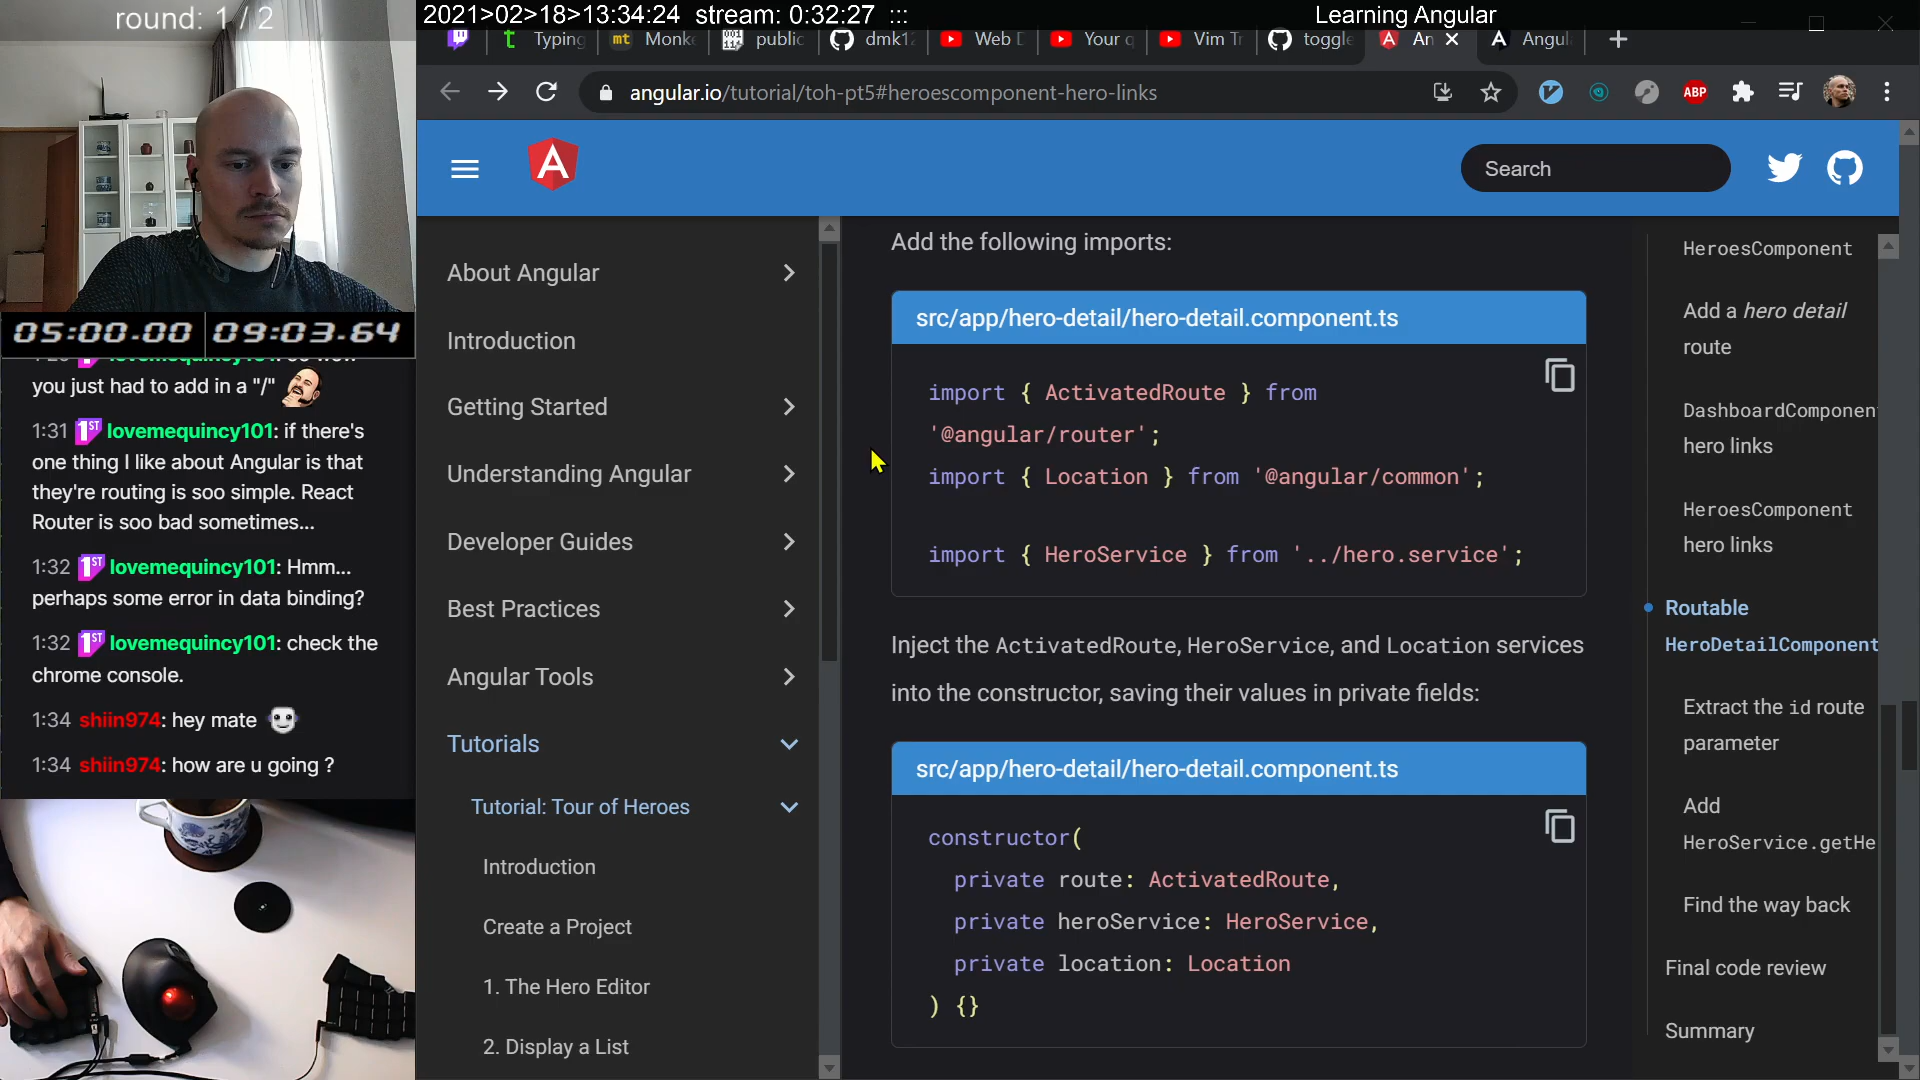 round: 1 / 2
2021>02>18>13:34:24 stream: 0:32:27 :::
Learning Angular
Typing
Monke
public
dmk1
Web D
Your q
Vim Tr
toggle
An
Angul
angular.io/tutorial/toh-pt5#heroescomponent-hero-links
ABP
Search
05:00.00
09:03.64
you just had to add in a "/"
1:31 1ST lovemequincy101: if there's
one thing I like about Angular is that
they're routing is soo simple. React
Router is soo bad sometimes...
1:32 1ST lovemequincy101: Hmm...
perhaps some error in data binding?
1:32 1ST lovemequincy101: check the
chrome console.
1:34 shiin974: hey mate
1:34 shiin974: how are u going ?
About Angular
Introduction
Getting Started
Understanding Angular
Developer Guides
Best Practices
Angular Tools
Tutorials
Tutorial: Tour of Heroes
Introduction
Create a Project
1. The Hero Editor
2. Display a List
Add the following imports:
src/app/hero-detail/hero-detail.component.ts
import { ActivatedRoute } from
'@angular/router';
import { Location } from '@angular/common';
import { HeroService } from '../hero.service';
Inject the ActivatedRoute, HeroService, and Location services
into the constructor, saving their values in private fields:
src/app/hero-detail/hero-detail.component.ts
constructor(
private route: ActivatedRoute,
private heroService: HeroService,
private location: Location
) {}
HeroesComponent
Add a hero detail
route
DashboardComponen
hero links
HeroesComponent
hero links
Routable
HeroDetailComponent
Extract the id route
parameter
Add
HeroService.getHe
Find the way back
Final code review
Summary